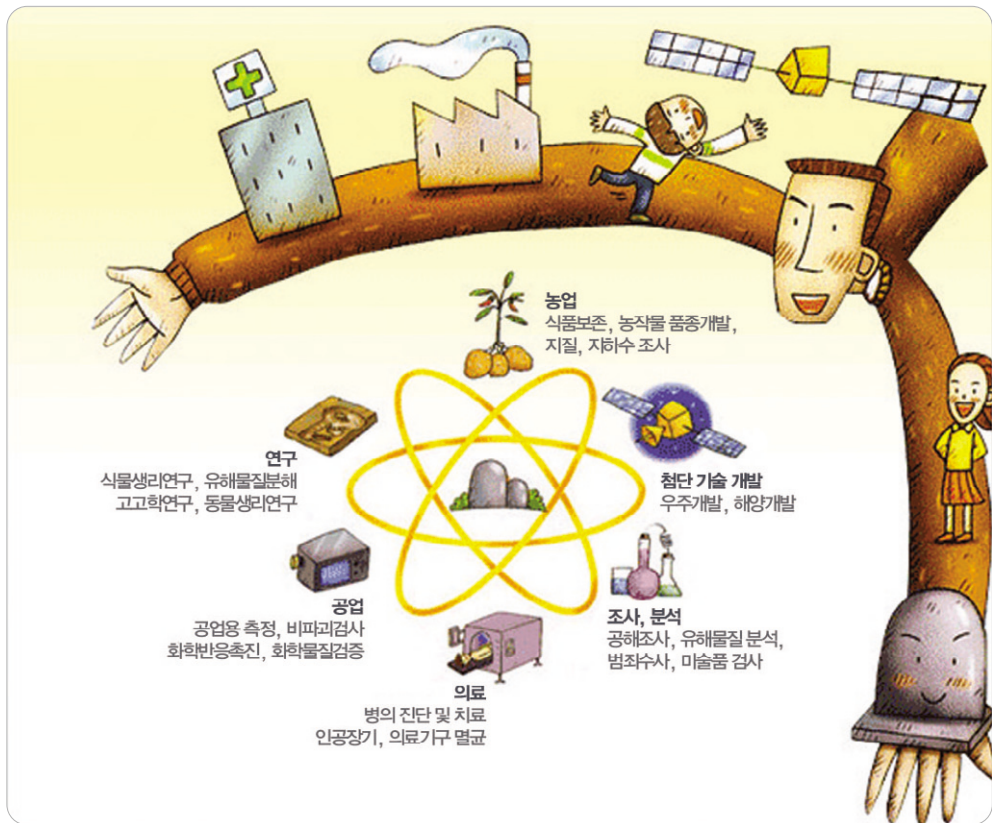 농업
식품보존, 농작물 품종개발,
지질, 지하수 조사
연구
식물생리연구, 유해물질분해
고고학연구, 동물생리연구
첨단 기술 개발
우주개발, 해양개발
공업
공업용 측정, 비파괴검사
화학반응촉진, 화학물질검증
조사, 분석
공해조사, 유해물질 분석,
범죄수사, 미술품 검사
의료
병의 진단 및 치료
인공장기, 의료기구 멸균